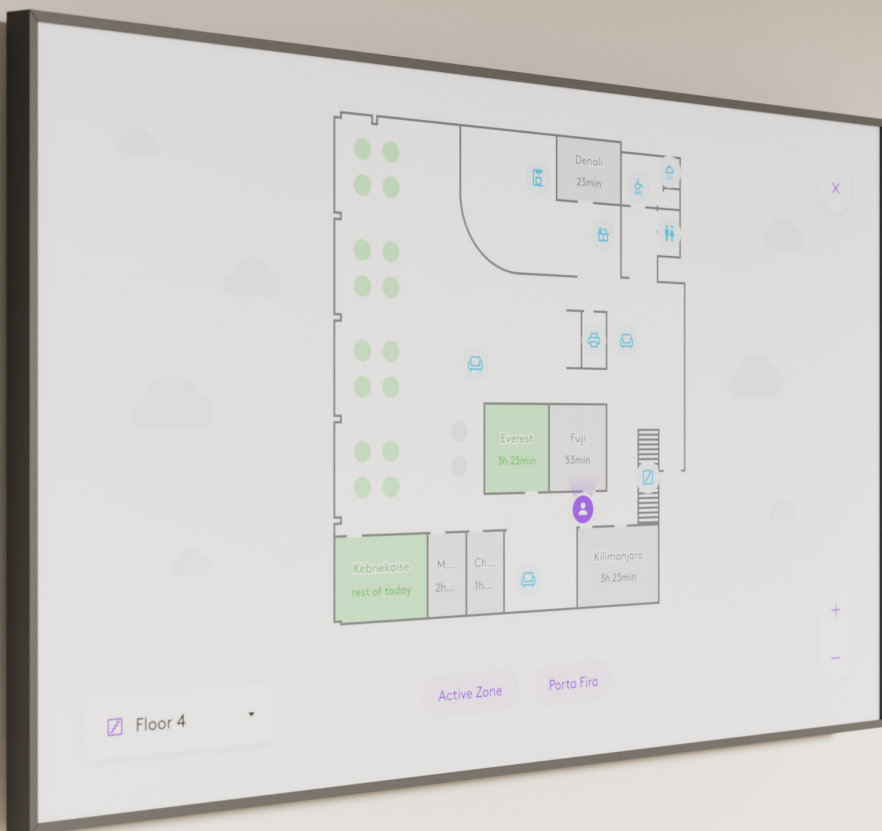 Denali
23min
X
Everest
3h 23min
Fuji
53min
Kebnekaise
rest of today
M...
2h...
Ch...
1h...
Kilimanjaro
3h 23min
+
−
Active Zone
Porta Fira
Floor 4